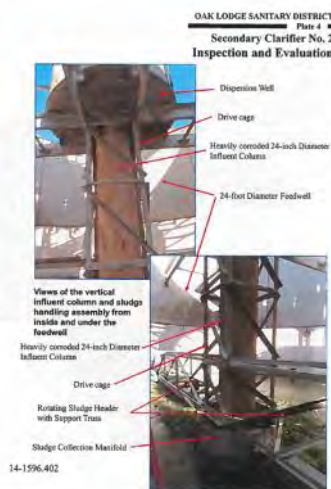 OAK LODGE SANITARY DISTRICT
Plate 4
Secondary Clarifier No. 2
Inspection and Evaluation
Dispersion Well
Drive cage
Heavily corroded 24-inch Diameter
Influent Column
24-foot Diameter Feedwell
Views of the vertical
influent column and sludge
handling assembly from
inside and under the
feedwell
Heavily corroded 24-inch Diameter
Influent Column
Drive cage
Rotating Sludge Header
with Support Truss
Sludge Collection Manifold
14-1596.402